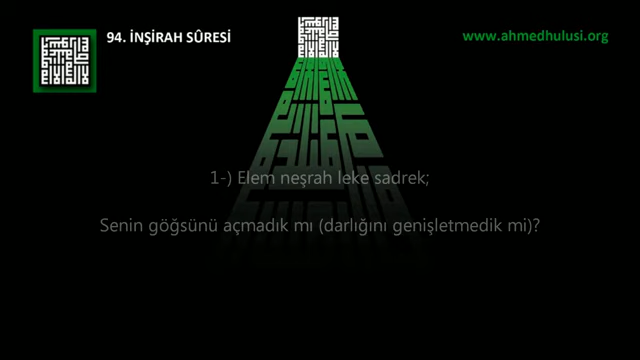 94. İNŞİRAH SÛRESİ
www.ahmedhulusi.org
1-) Elem neşrah leke sadrek;
Senin göğsünü açmadık mı (darlığını genişletmedik mi)?